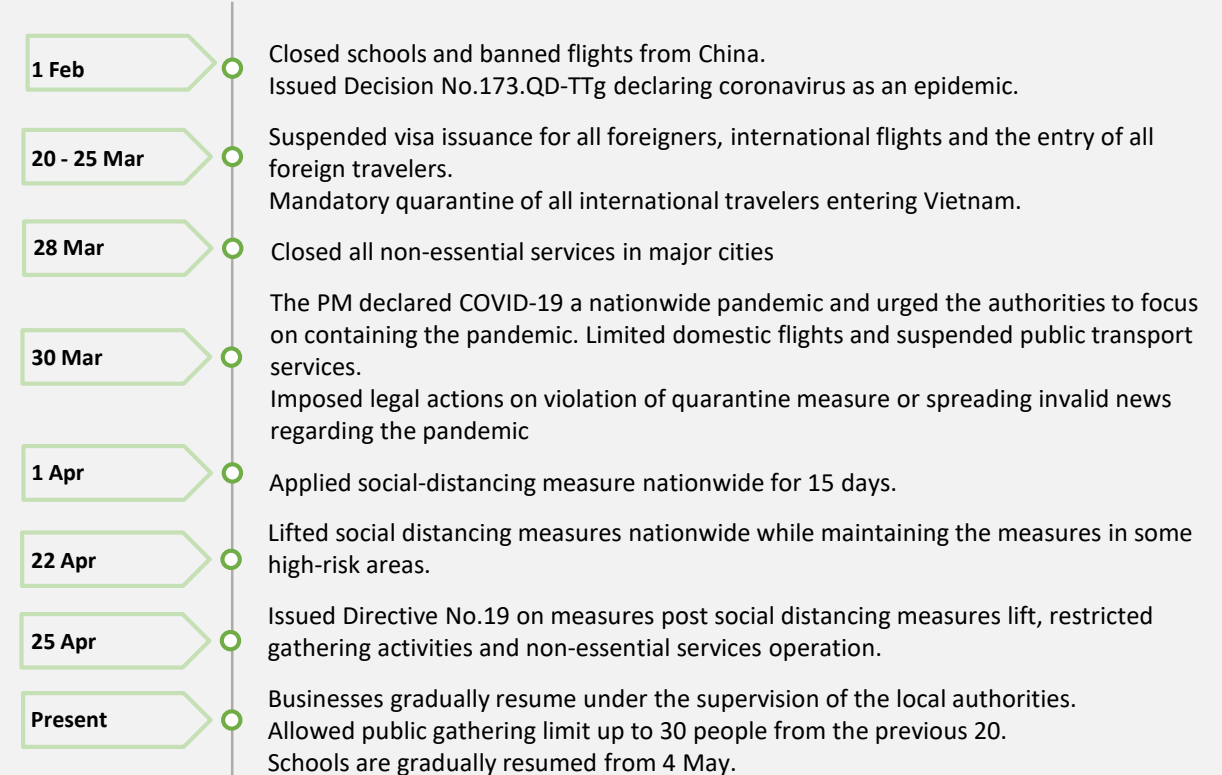 1 Feb
Closed schools and banned flights from China.
Issued Decision No.173.QD-TTg declaring coronavirus as an epidemic.
20 - 25 Mar
Suspended visa issuance for all foreigners, international flights and the entry of all
foreign travelers.
Mandatory quarantine of all international travelers entering Vietnam.
28 Mar
Closed all non-essential services in major cities
30 Mar
The PM declared COVID-19 a nationwide pandemic and urged the authorities to focus
on containing the pandemic. Limited domestic flights and suspended public transport
services.
Imposed legal actions on violation of quarantine measure or spreading invalid news
regarding the pandemic
1 Apr
Applied social-distancing measure nationwide for 15 days.
22 Apr
Lifted social distancing measures nationwide while maintaining the measures in some
high-risk areas.
25 Apr
Issued Directive No.19 on measures post social distancing measures lift, restricted
gathering activities and non-essential services operation.
Present
Businesses gradually resume under the supervision of the local authorities.
Allowed public gathering limit up to 30 people from the previous 20.
Schools are gradually resumed from 4 May.